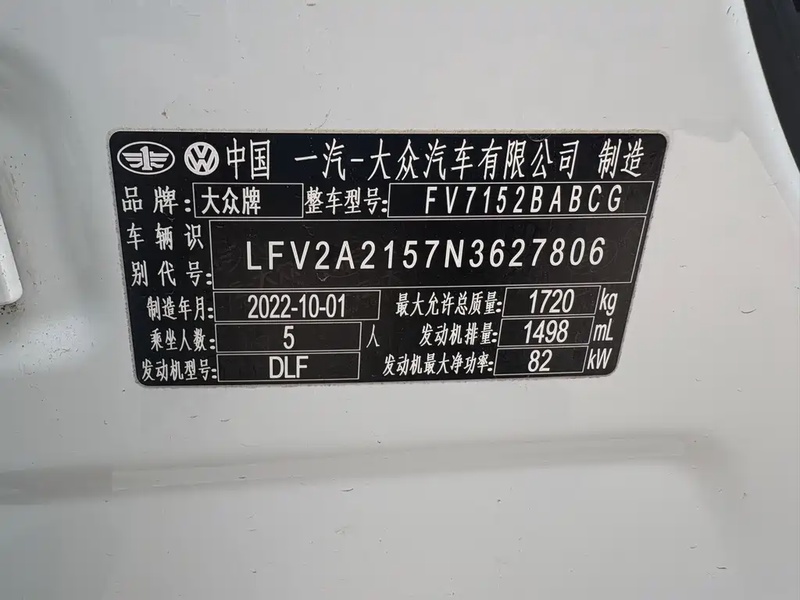 中国 一汽-大众汽车有限公司 制造
品牌: 大众牌 整车型号: FV7152BABCG
车辆识别代号: LFV2A2157N3627806
制造年月: 2022-10-01 最大允许总质量: 1720 kg
乘坐人数: 5 人 发动机排量: 1498 mL
发动机型号: DLF 发动机最大净功率: 82 kW